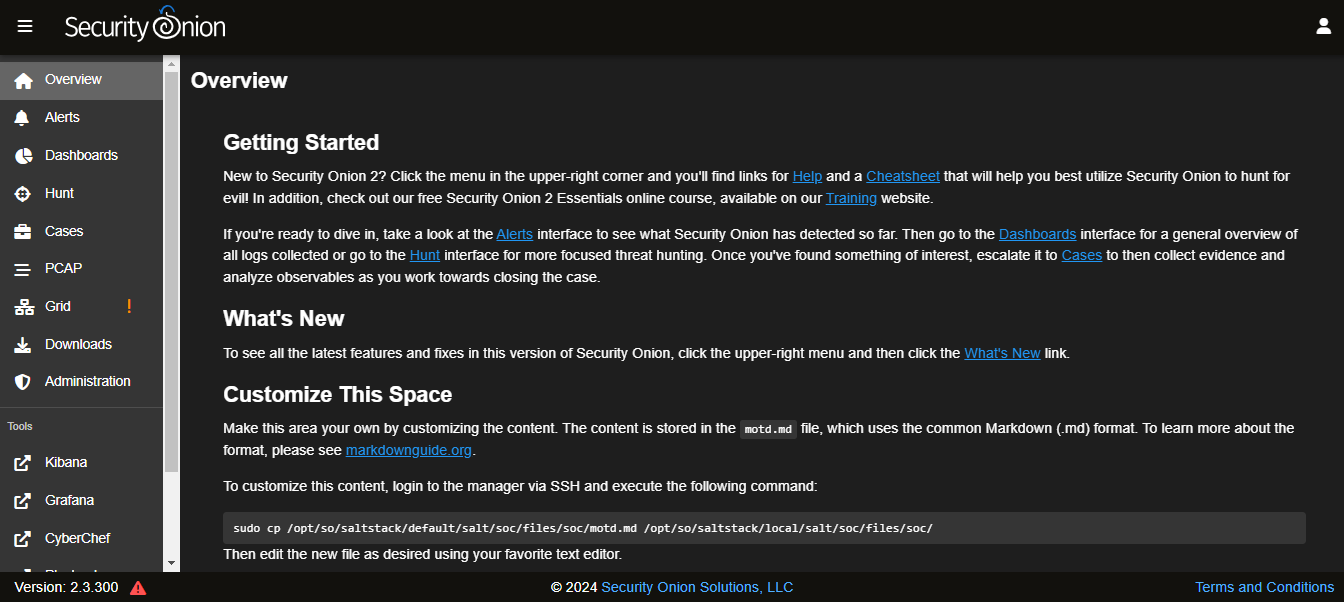 Security Onion
Overview
Alerts
Dashboards
Hunt
Cases
PCAP
Grid !
Downloads
Administration
Tools
Kibana
Grafana
CyberChef
Overview
Getting Started
New to Security Onion 2? Click the menu in the upper-right corner and you'll find links for Help and a Cheatsheet that will help you best utilize Security Onion to hunt for
evil! In addition, check out our free Security Onion 2 Essentials online course, available on our Training website.
If you're ready to dive in, take a look at the Alerts interface to see what Security Onion has detected so far. Then go to the Dashboards interface for a general overview of
all logs collected or go to the Hunt interface for more focused threat hunting. Once you've found something of interest, escalate it to Cases to then collect evidence and
analyze observables as you work towards closing the case.
What's New
To see all the latest features and fixes in this version of Security Onion, click the upper-right menu and then click the What's New link.
Customize This Space
Make this area your own by customizing the content. The content is stored in the motd.md file, which uses the common Markdown (.md) format. To learn more about the
format, please see markdownguide.org.
To customize this content, login to the manager via SSH and execute the following command:
sudo cp /opt/so/saltstack/default/salt/soc/files/soc/motd.md /opt/so/saltstack/local/salt/soc/files/soc/
Then edit the new file as desired using your favorite text editor.
Version: 2.3.300
© 2024 Security Onion Solutions, LLC
Terms and Conditions